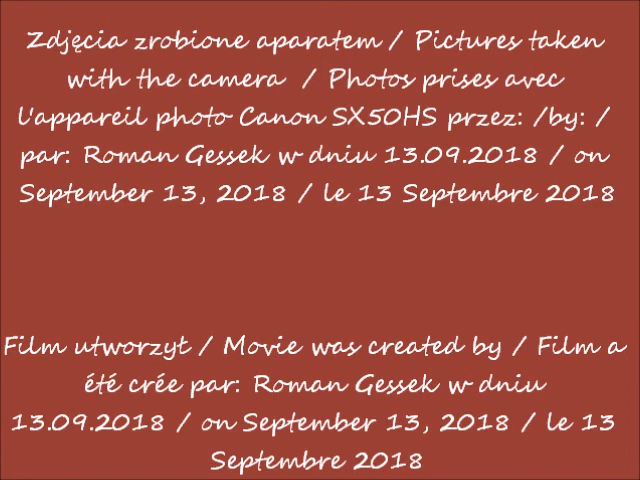 Zdjęcia zrobione aparatem / Pictures taken
with the camera / Photos prises avec
l'appareil photo Canon SX50HS przez: /by: /
par: Roman Gessek w dniu 13.09.2018 / on
September 13, 2018 / le 13 Septembre 2018
Film utworzył / Movie was created by / Film a
été crée par: Roman Gessek w dniu
13.09.2018 / on September 13, 2018 / le 13
Septembre 2018